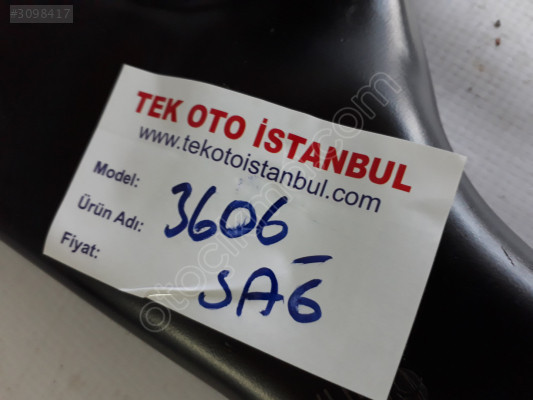 #3098417
TEK OTO İSTANBUL
www.tekotoistanbul.com
Model:
Ürün Adı: 3606
Fiyat: SAĞ